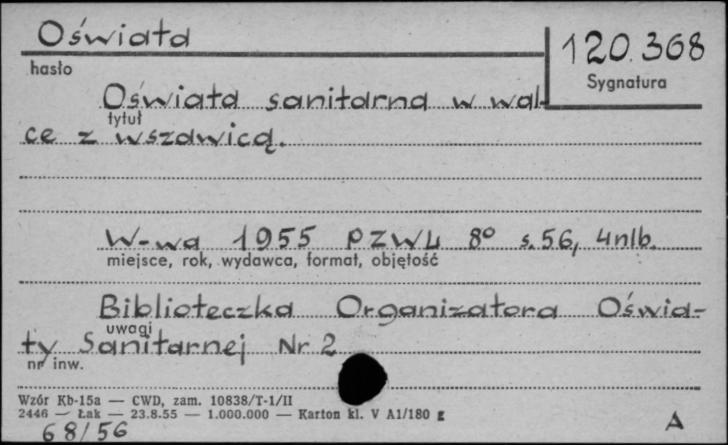 Oświata
120.368
hasło
Sygnatura
Oświata sanitarna w wal-
tytuł
ce z wszawicą.
W-wa 1955 PZWL 8° s. 56, 4nlb.
miejsce, rok, wydawca, format, objętość
Biblioteczka Organizatora Oświa-
uwagi
ty Sanitarnej Nr 2
nr inw.
Wzór Kb-15a — CWD, zam. 10838/T-1/II
2446 — Łak — 23.8.55 — 1.000.000 — Karton kl. V A1/180 g
68/56
A